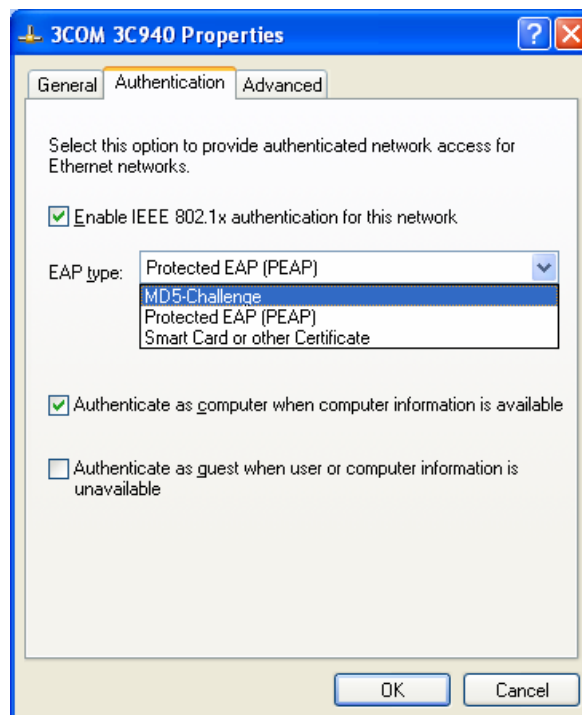 3COM 3C940 Properties
General Authentication Advanced
Select this option to provide authenticated network access for
Ethernet networks.
Enable IEEE 802.1x authentication for this network
EAP type: Protected EAP (PEAP)
MD5-Challenge
Protected EAP (PEAP)
Smart Card or other Certificate
Authenticate as computer when computer information is available
Authenticate as guest when user or computer information is
unavailable
OK Cancel